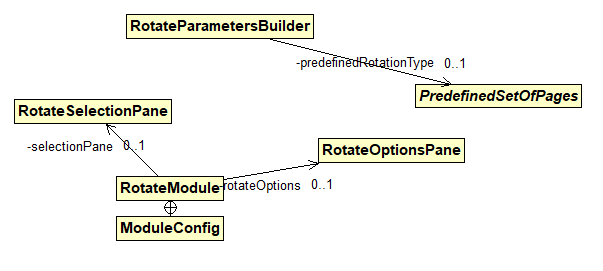 RotateParametersBuilder
-predefinedRotationType 0..1
PredefinedSetOfPages
RotateSelectionPane
-selectionPane 0..1
RotateOptionsPane
RotateModule
-rotateOptions 0..1
ModuleConfig